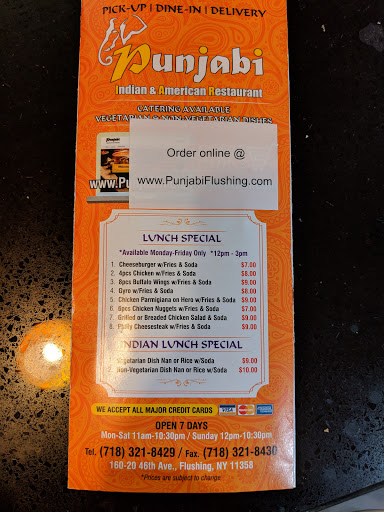 PICK-UP | DINE-IN | DELIVERY
Punjabi
Indian & American Restaurant
CATERING AVAILABLE
VEGETARIAN & NON-VEGETARIAN DISHES
Order online @
www.Pu
www.PunjabiFlushing.com
LUNCH SPECIAL
*Available Monday-Friday Only *12pm - 3pm
1. Cheeseburger w/Fries & Soda $7.00
2. 4pcs Chicken w/Fries & Soda $8.00
3. 8pcs Buffalo Wings w/Fries & Soda $9.00
4. Gyro w/Fries & Soda $8.00
5. Chicken Parmigiana on Hero w/Fries & Soda $9.00
6. 6pcs Chicken Nuggets w/Fries & Soda $7.00
7. Grilled or Breaded Chicken Salad & Soda $9.00
8. Philly Cheesesteak w/Fries & Soda $9.00
INDIAN LUNCH SPECIAL
Vegetarian Dish Nan or Rice w/Soda $9.00
Non-Vegetarian Dish Nan or Rice w/Soda $10.00
WE ACCEPT ALL MAJOR CREDIT CARDS VISA
OPEN 7 DAYS
Mon-Sat 11am-10:30pm / Sunday 12pm-10:30pm
Tel. (718) 321-8429 / Fax. (718) 321-8430
160-20 46th Ave., Flushing, NY 11358
*Prices are subject to change